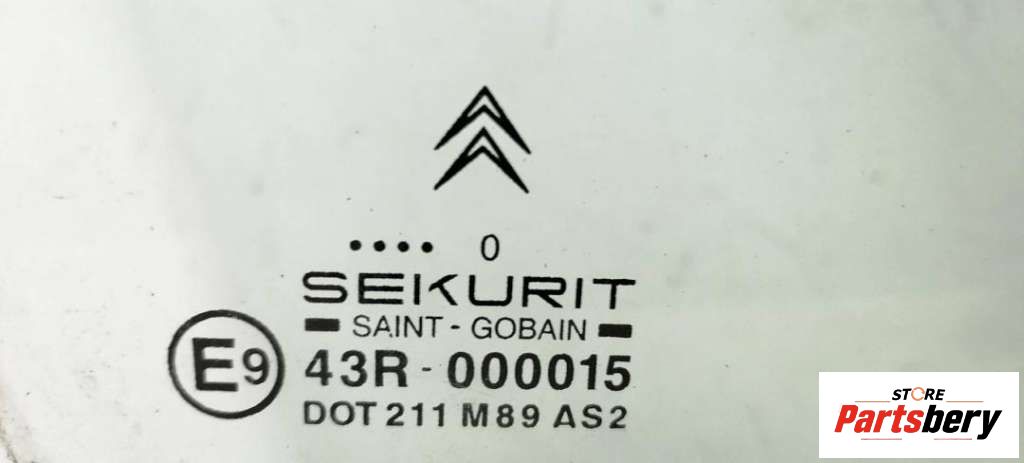 •••• 0
SEKURIT
SAINT - GOBAIN
E9 43R - 000015
DOT 211 M89 AS2
STORE
Partsbery